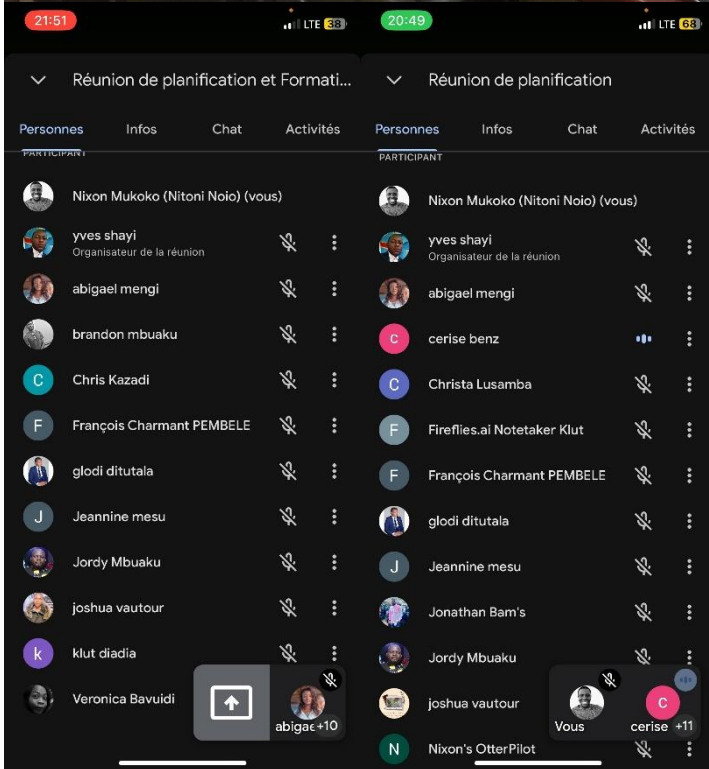 21:51
LTE 38
Réunion de planification et Formati...
Personnes Infos Chat Activités
PARTICIPANT
Nixon Mukoko (Nitoni Noio) (vous)
yves shayi
Organisateur de la réunion
abigael mengi
brandon mbuaku
C Chris Kazadi
F François Charmant PEMBELE
glodi ditutala
J Jeannine mesu
Jordy Mbuaku
joshua vautour
k klut diadia
Veronica Bavuidi
abigae +10
20:49
LTE 68
Réunion de planification
Personnes Infos Chat Activités
PARTICIPANT
Nixon Mukoko (Nitoni Noio) (vous)
yves shayi
Organisateur de la réunion
abigael mengi
C cerise benz
C Christa Lusamba
F Fireflies.ai Notetaker Klut
F François Charmant PEMBELE
glodi ditutala
J Jeannine mesu
Jonathan Bam's
Jordy Mbuaku
joshua vautour
N Nixon's OtterPilot
C
Vous cerise +11